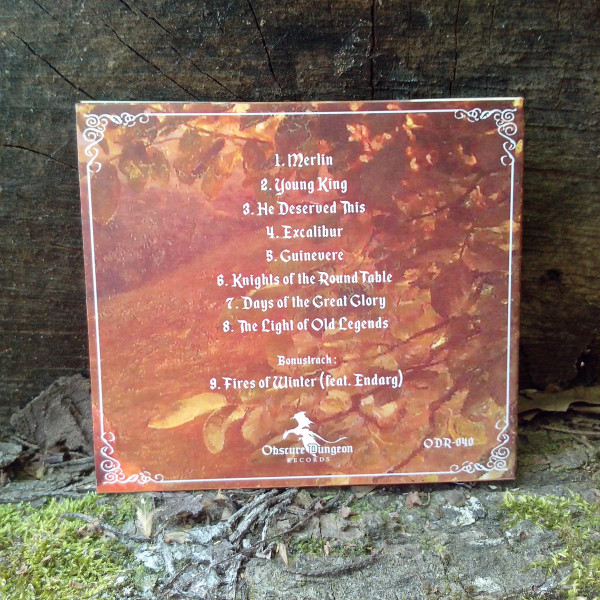 1. Merlin
2. Young King
3. He Deserved This
4. Excalibur
5. Guinevere
6. Knights of the Round Table
7. Days of the Great Glory
8. The Light of Old Legends
Bonustrack:
9. Fires of Winter (feat. Endarg)
Obscure Dungeon
RECORDS
ODR-040